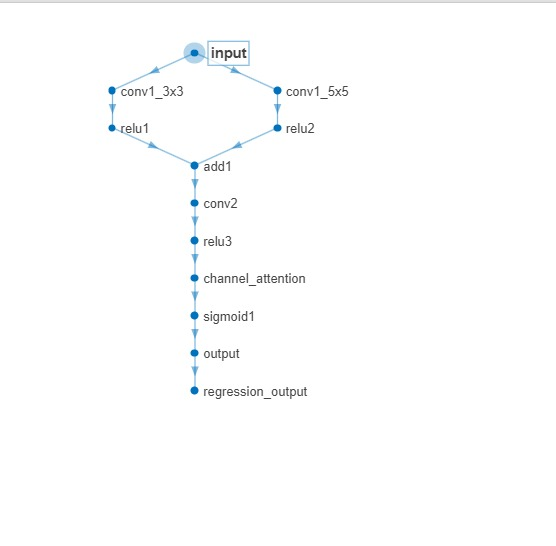 input
conv1_3x3
conv1_5x5
relu1
relu2
add1
conv2
relu3
channel_attention
sigmoid1
output
regression_output